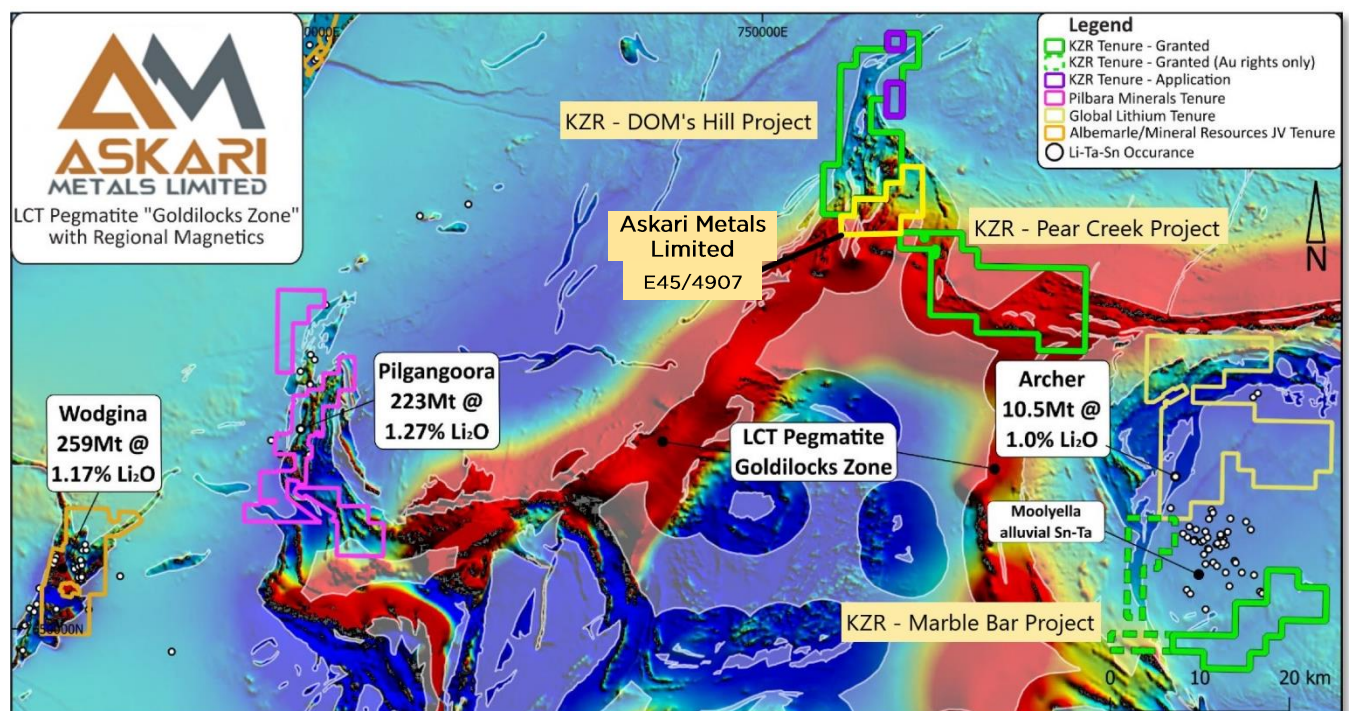 AM
ASKARI
METALS LIMITED
LCT Pegmatite "Goldilocks Zone"
with Regional Magnetics
750000E
Legend
KZR Tenure - Granted
KZR Tenure - Granted (Au rights only)
KZR Tenure - Application
Pilbara Minerals Tenure
Global Lithium Tenure
Albemarle/Mineral Resources JV Tenure
Li-Ta-Sn Occurance
N
KZR - DOM's Hill Project
Askari Metals
Limited
E45/4907
KZR - Pear Creek Project
Pilgangoora
223Mt @
1.27% Li₂O
Wodgina
259Mt @
1.17% Li₂O
Archer
10.5Mt @
1.0% Li₂O
LCT Pegmatite
Goldilocks Zone
Moolyella
alluvial Sn-Ta
KZR - Marble Bar Project
0 10 20 km